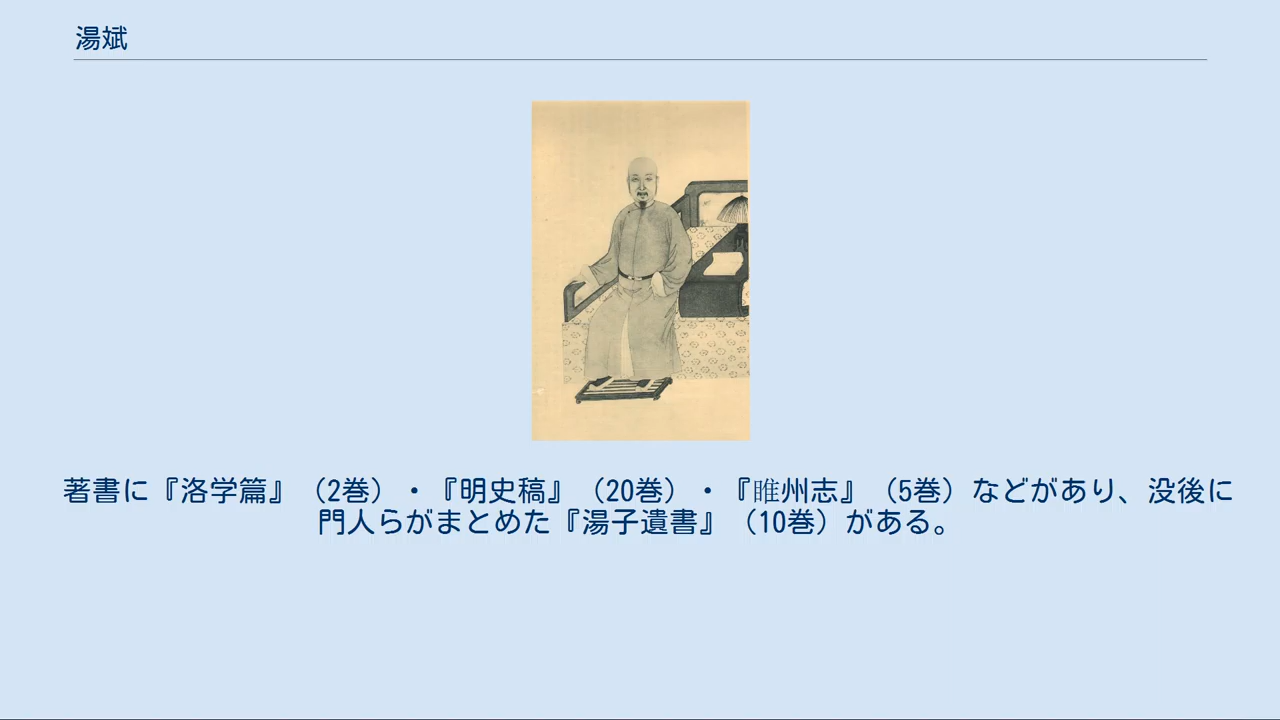 湯斌
著書に『洛学篇』（2巻）・『明史稿』（20巻）・『睢州志』（5巻）などがあり、没後に
門人らがまとめた『湯子遺書』（10巻）がある。